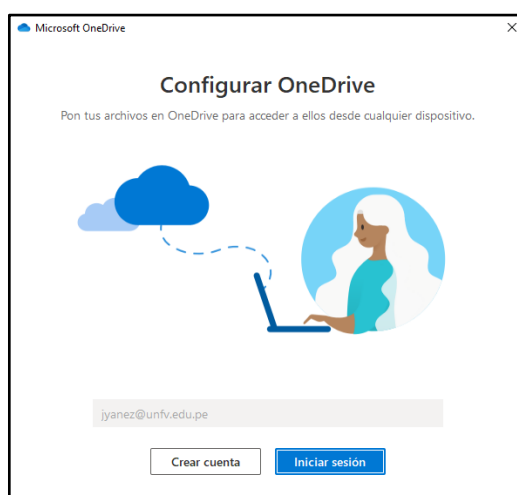 Microsoft OneDrive
Configurar OneDrive
Pon tus archivos en OneDrive para acceder a ellos desde cualquier dispositivo.
jyanez@unfv.edu.pe
Crear cuenta
Iniciar sesión